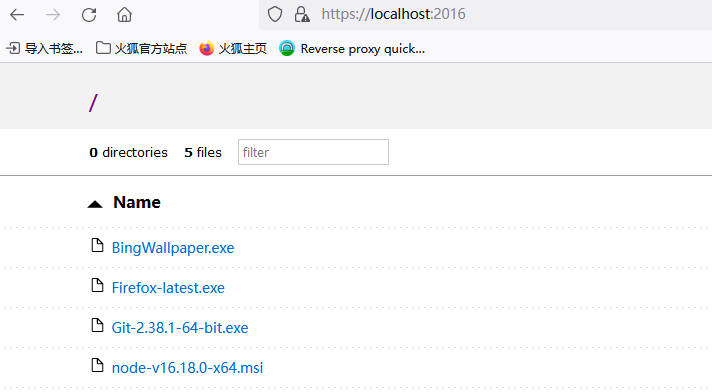 https://localhost:2016
导入书签... 火狐官方站点 火狐主页 Reverse proxy quick...
/
0 directories 5 files filter
Name
BingWallpaper.exe
Firefox-latest.exe
Git-2.38.1-64-bit.exe
node-v16.18.0-x64.msi